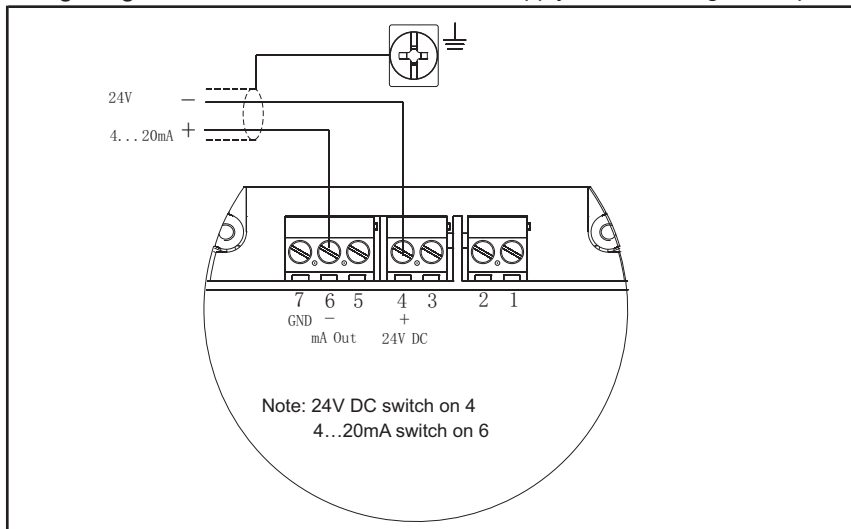 24V −
4...20mA +
7 6 5 4 3 2 1
GND − +
mA Out 24V DC
Note: 24V DC switch on 4
4…20mA switch on 6